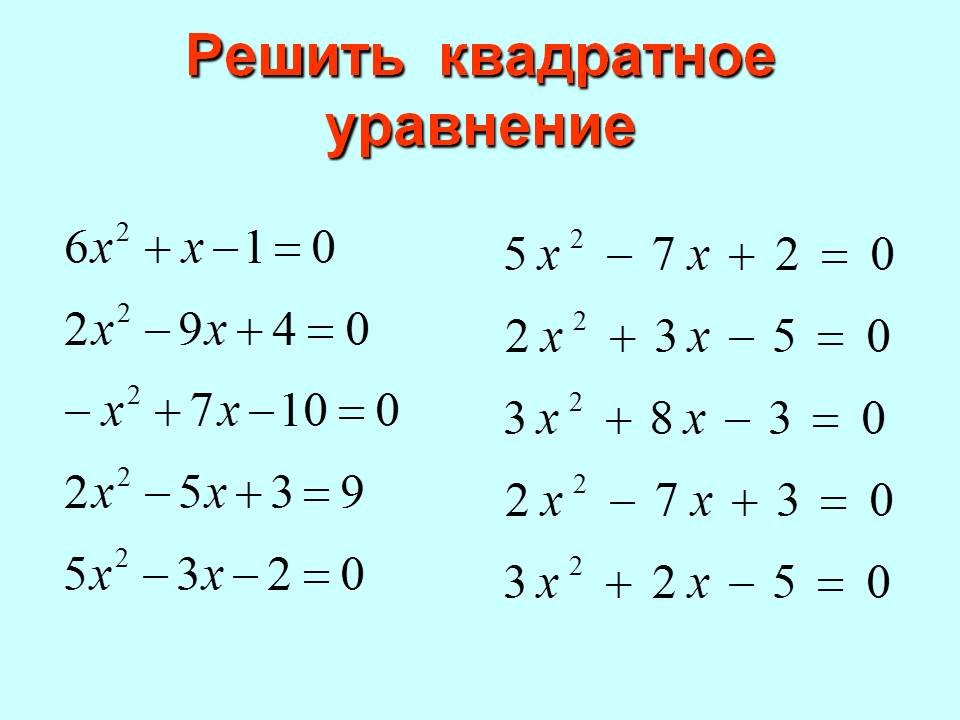 Решить квадратное
уравнение
6x² + x − 1 = 0
2x² − 9x + 4 = 0
− x² + 7x − 10 = 0
2x² − 5x + 3 = 9
5x² − 3x − 2 = 0
5x² − 7x + 2 = 0
2x² + 3x − 5 = 0
3x² + 8x − 3 = 0
2x² − 7x + 3 = 0
3x² + 2x − 5 = 0